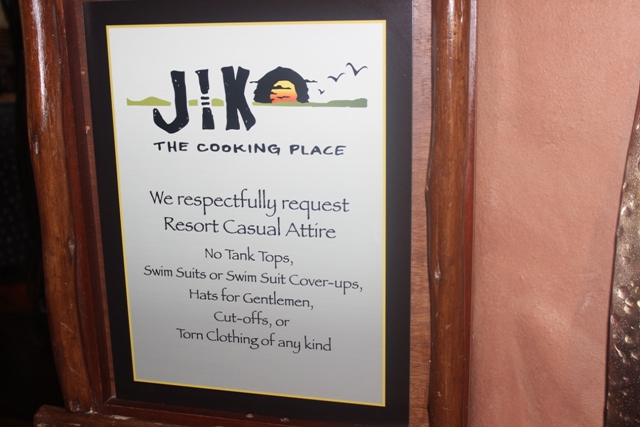 JIKO
THE COOKING PLACE
We respectfully request
Resort Casual Attire
No Tank Tops,
Swim Suits or Swim Suit Cover-ups,
Hats for Gentlemen,
Cut-offs, or
Torn Clothing of any kind